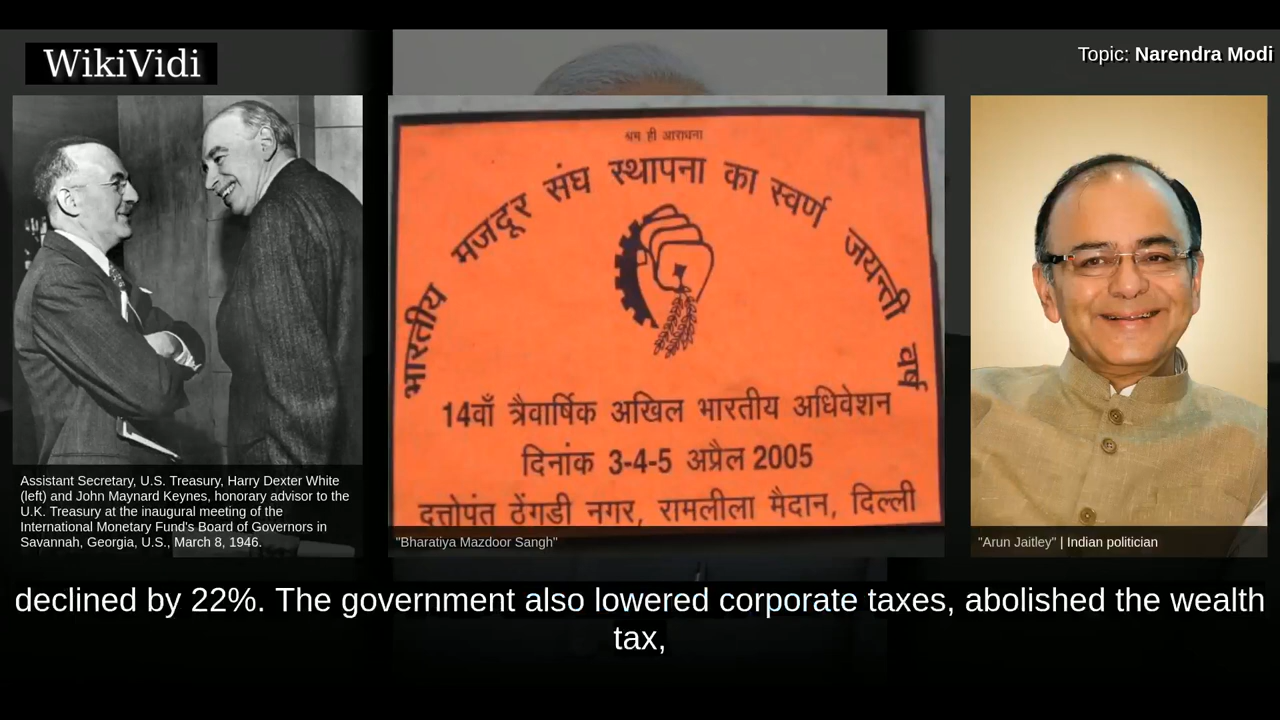 WikiVidi
Topic: Narendra Modi
Assistant Secretary, U.S. Treasury, Harry Dexter White
(left) and John Maynard Keynes, honorary advisor to the
U.K. Treasury at the inaugural meeting of the
International Monetary Fund's Board of Governors in
Savannah, Georgia, U.S., March 8, 1946.
श्रम ही आराधना
भारतीय मजदूर संघ स्थापना का स्वर्ण जयन्ती वर्ष
14वाँ त्रैवार्षिक अखिल भारतीय अधिवेशन
दिनांक 3-4-5 अप्रैल 2005
दत्तोपंत ठेंगडी नगर, रामलीला मैदान, दिल्ली
"Bharatiya Mazdoor Sangh"
"Arun Jaitley" | Indian politician
declined by 22%. The government also lowered corporate taxes, abolished the wealth
tax,